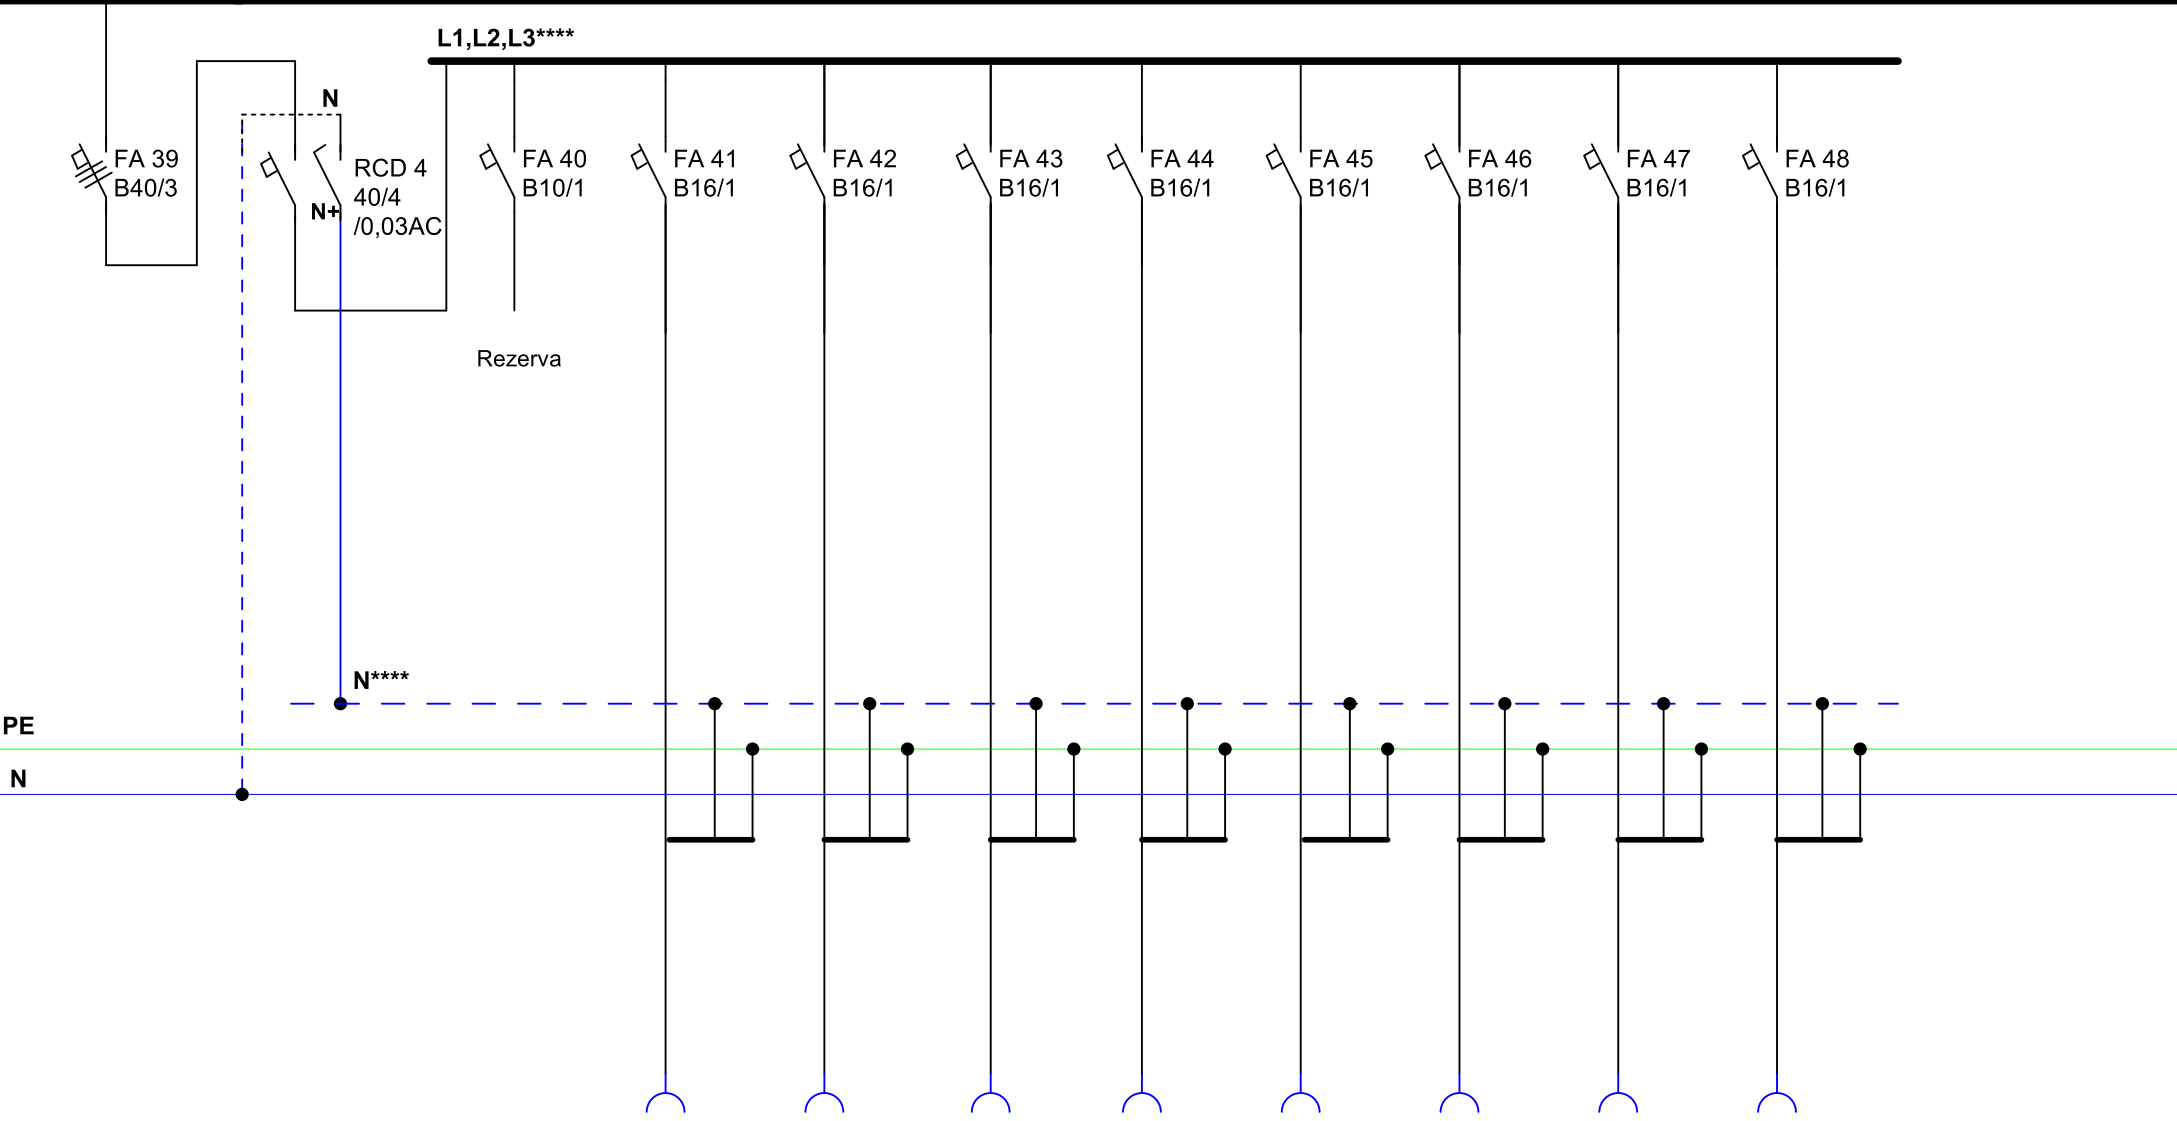 L1,L2,L3****
N
FA 39
B40/3
RCD 4
40/4
/0,03AC
N+
FA 40
B10/1
FA 41
B16/1
FA 42
B16/1
FA 43
B16/1
FA 44
B16/1
FA 45
B16/1
FA 46
B16/1
FA 47
B16/1
FA 48
B16/1
Rezerva
N****
PE
N